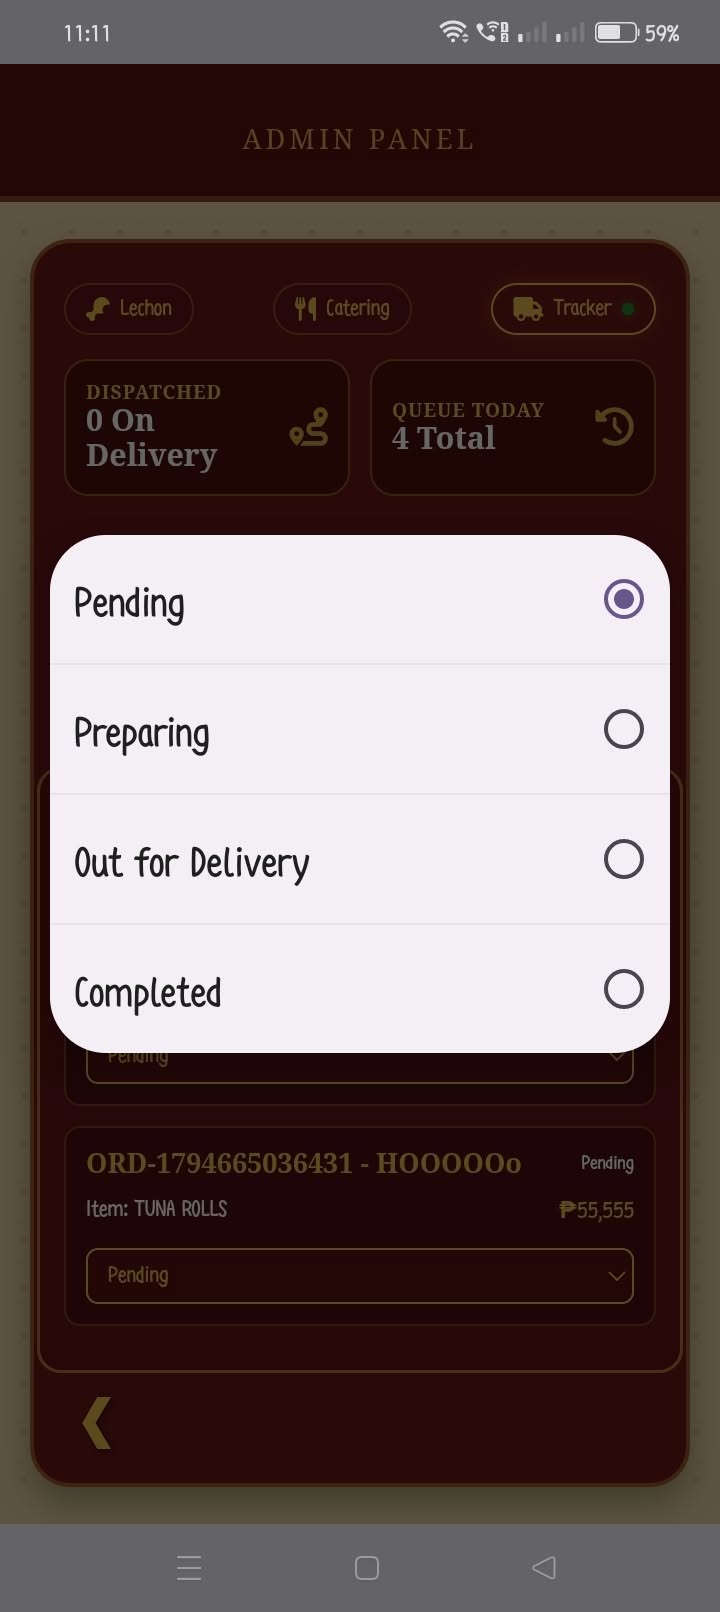 11:11
59%
ADMIN PANEL
Lechon
Catering
Tracker
DISPATCHED
0 On
Delivery
QUEUE TODAY
4 Total
Pending
Preparing
Out for Delivery
Completed
Pending
ORD-1794665036431 - HOOOOOo
Pending
Item: TUNA ROLLS
₱55,555
Pending